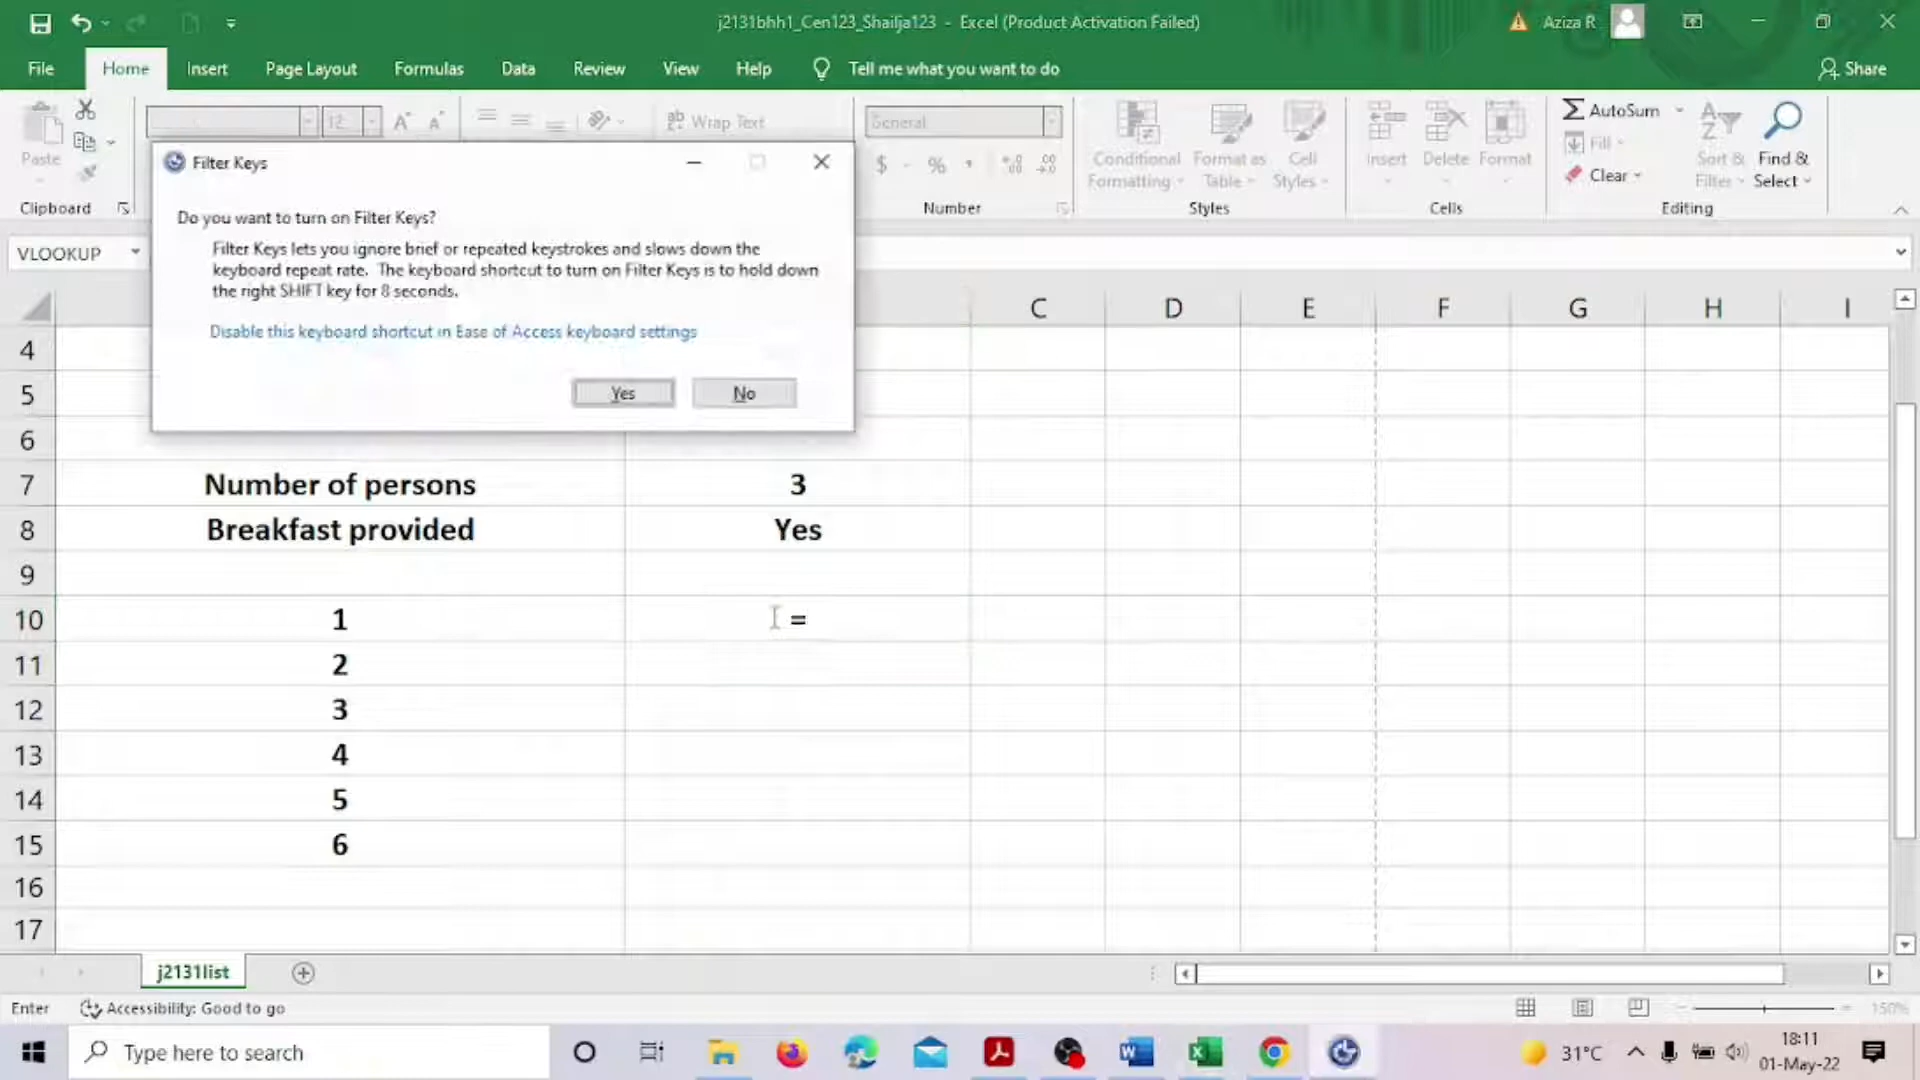 j2131bhh1_Cen123_Shailja123 - Excel (Product Activation Failed)
Aziza R
File Home Insert Page Layout Formulas Data Review View Help Tell me what you want to do Share
12 Wrap Text General
AutoSum
Fill
Clear
Paste
Conditional Formatting
Format as Table
Cell Styles
Insert Delete Format
Sort & Filter
Find & Select
Clipboard Number Styles Cells Editing
Filter Keys
Do you want to turn on Filter Keys?
Filter Keys lets you ignore brief or repeated keystrokes and slows down the
keyboard repeat rate. The keyboard shortcut to turn on Filter Keys is to hold down
the right SHIFT key for 8 seconds.
Disable this keyboard shortcut in Ease of Access keyboard settings
Yes No
VLOOKUP
C D E F G H I
4
5
6
7 Number of persons 3
8 Breakfast provided Yes
9
10 1 =
11 2
12 3
13 4
14 5
15 6
16
17
j2131list
Enter Accessibility: Good to go 150%
Type here to search
31°C
18:11
01-May-22